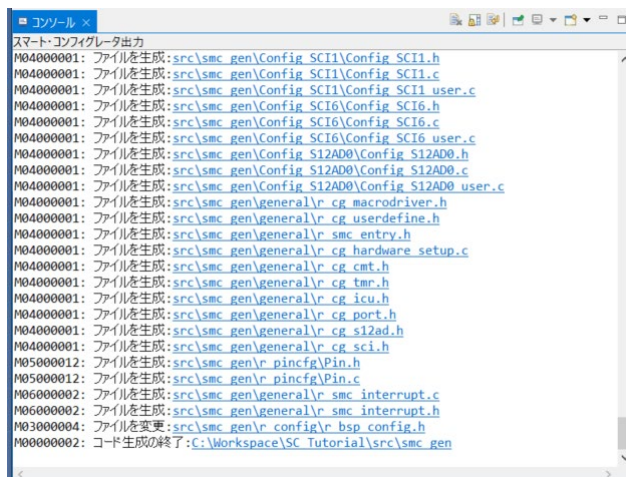 コンソール
スマート・コンフィグレータ出力
M04000001: ファイルを生成:src\smc_gen\Config_SCI1\Config_SCI1.h
M04000001: ファイルを生成:src\smc_gen\Config_SCI1\Config_SCI1.c
M04000001: ファイルを生成:src\smc_gen\Config_SCI1\Config_SCI1_user.c
M04000001: ファイルを生成:src\smc_gen\Config_SCI6\Config_SCI6.h
M04000001: ファイルを生成:src\smc_gen\Config_SCI6\Config_SCI6.c
M04000001: ファイルを生成:src\smc_gen\Config_SCI6\Config_SCI6_user.c
M04000001: ファイルを生成:src\smc_gen\Config_S12AD0\Config_S12AD0.h
M04000001: ファイルを生成:src\smc_gen\Config_S12AD0\Config_S12AD0.c
M04000001: ファイルを生成:src\smc_gen\Config_S12AD0\Config_S12AD0_user.c
M04000001: ファイルを生成:src\smc_gen\general\r_cg_macrodriver.h
M04000001: ファイルを生成:src\smc_gen\general\r_cg_userdefine.h
M04000001: ファイルを生成:src\smc_gen\general\r_smc_entry.h
M04000001: ファイルを生成:src\smc_gen\general\r_cg_hardware_setup.c
M04000001: ファイルを生成:src\smc_gen\general\r_cg_cmt.h
M04000001: ファイルを生成:src\smc_gen\general\r_cg_tmr.h
M04000001: ファイルを生成:src\smc_gen\general\r_cg_icu.h
M04000001: ファイルを生成:src\smc_gen\general\r_cg_port.h
M04000001: ファイルを生成:src\smc_gen\general\r_cg_s12ad.h
M04000001: ファイルを生成:src\smc_gen\general\r_cg_sci.h
M05000012: ファイルを生成:src\smc_gen\r_pincfg\Pin.h
M05000012: ファイルを生成:src\smc_gen\r_pincfg\Pin.c
M06000002: ファイルを生成:src\smc_gen\general\r_smc_interrupt.c
M06000002: ファイルを生成:src\smc_gen\general\r_smc_interrupt.h
M03000004: ファイルを変更:src\smc_gen\r_config\r_bsp_config.h
M00000002: コード生成の終了:C:\Workspace\SC_Tutorial\src\smc_gen